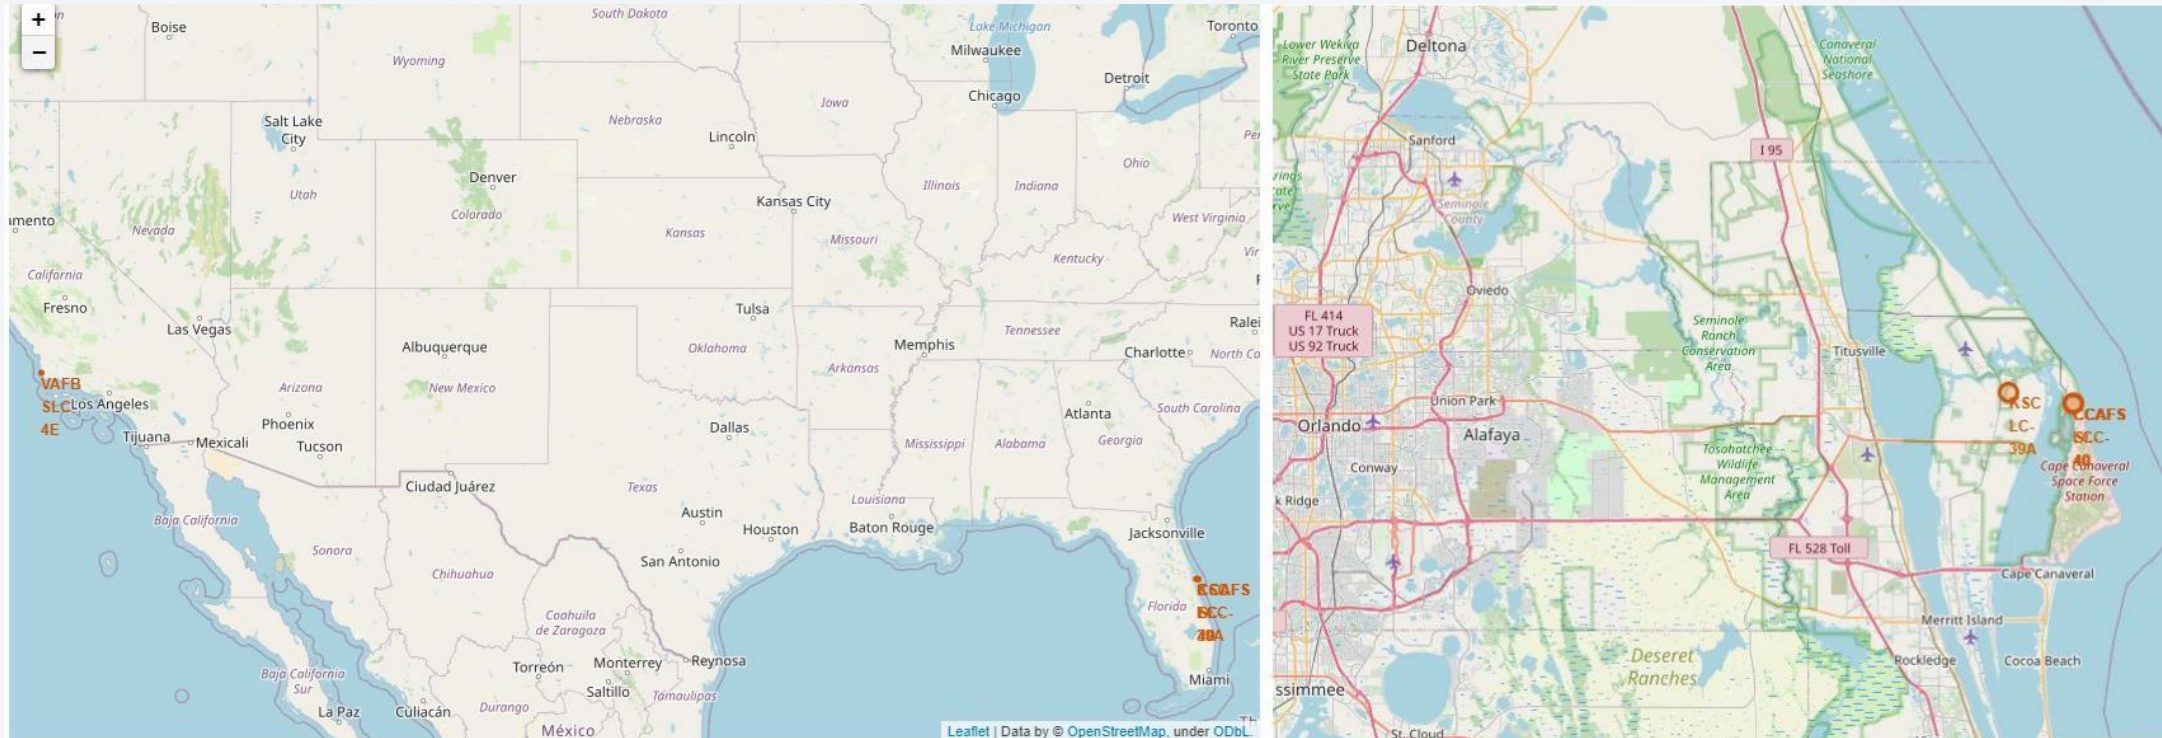 +
−
Boise
South Dakota
Lake Michigan
Toronto
Wyoming
Milwaukee
Detroit
Chicago
Iowa
Salt Lake
City
Nebraska
Lincoln
Ohio
Denver
Utah
Illinois
Indiana
Colorado
Kansas City
West Virginia
amento
Nevada
Kansas
Missouri
Kentucky
California
Fresno
Las Vegas
Tulsa
Tennessee
Memphis
Charlotte
Albuquerque
Oklahoma
Arkansas
Arizona
New Mexico
VAFB
SLC-
4E
Los Angeles
Phoenix
Atlanta
South Carolina
Tijuana
Mexicali
Tucson
Dallas
Mississippi
Alabama
Georgia
Ciudad Juárez
Texas
Louisiana
Austin
Houston
Baton Rouge
Jacksonville
Baja California
Sonora
San Antonio
Chihuahua
Florida
Coahuila
de Zaragoza
Torreón
Monterrey
Reynosa
Saltillo
Tamaulipas
Baja California
Sur
Miami
La Paz
Culiacán
Durango
México
Leaflet | Data by © OpenStreetMap, under ODbL.
Lower Wekiva
River Preserve
State Park
Deltona
Canaveral
National
Seashore
Sanford
I 95
Seminole
County
Oviedo
FL 414
US 17 Truck
US 92 Truck
Seminole
Ranch
Conservation
Area
Titusville
Union Park
KSC
LC-
39A
CCAFS
Orlando
Alafaya
Conway
Tosohatchee
Wildlife
Management
Area
Cape Canaveral
Space Force
Station
k Ridge
FL 528 Toll
Cape Canaveral
Merritt Island
Deseret
Ranches
Rockledge
Cocoa Beach
ssimmee
St. Cloud